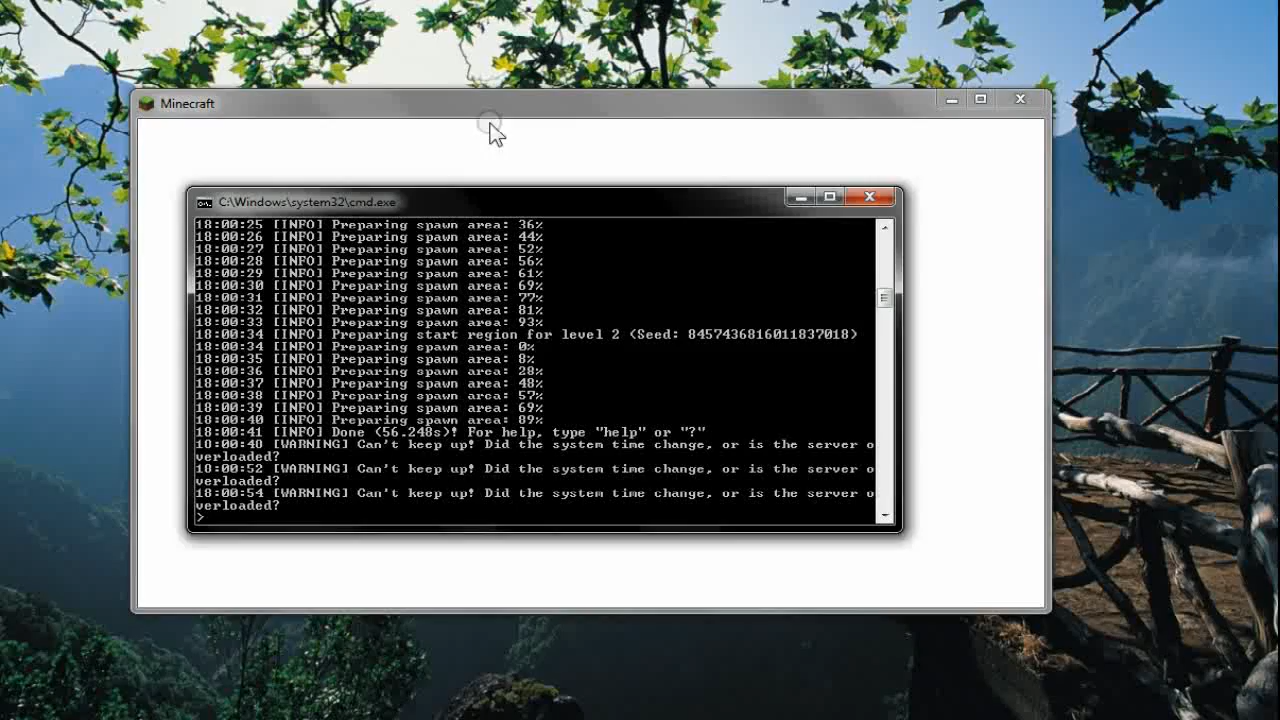 Minecraft
C:\Windows\system32\cmd.exe
18:00:25 [INFO] Preparing spawn area: 36%
18:00:26 [INFO] Preparing spawn area: 44%
18:00:27 [INFO] Preparing spawn area: 52%
18:00:28 [INFO] Preparing spawn area: 56%
18:00:29 [INFO] Preparing spawn area: 61%
18:00:30 [INFO] Preparing spawn area: 69%
18:00:31 [INFO] Preparing spawn area: 77%
18:00:32 [INFO] Preparing spawn area: 81%
18:00:33 [INFO] Preparing spawn area: 93%
18:00:34 [INFO] Preparing start region for level 2 (Seed: 8457436816011837018)
18:00:34 [INFO] Preparing spawn area: 0%
18:00:35 [INFO] Preparing spawn area: 8%
18:00:36 [INFO] Preparing spawn area: 28%
18:00:37 [INFO] Preparing spawn area: 48%
18:00:38 [INFO] Preparing spawn area: 57%
18:00:39 [INFO] Preparing spawn area: 69%
18:00:40 [INFO] Preparing spawn area: 89%
18:00:41 [INFO] Done (56.248s)! For help, type "help" or "?"
18:00:48 [WARNING] Can't keep up! Did the system time change, or is the server o
verloaded?
18:00:52 [WARNING] Can't keep up! Did the system time change, or is the server o
verloaded?
18:00:54 [WARNING] Can't keep up! Did the system time change, or is the server o
verloaded?
>